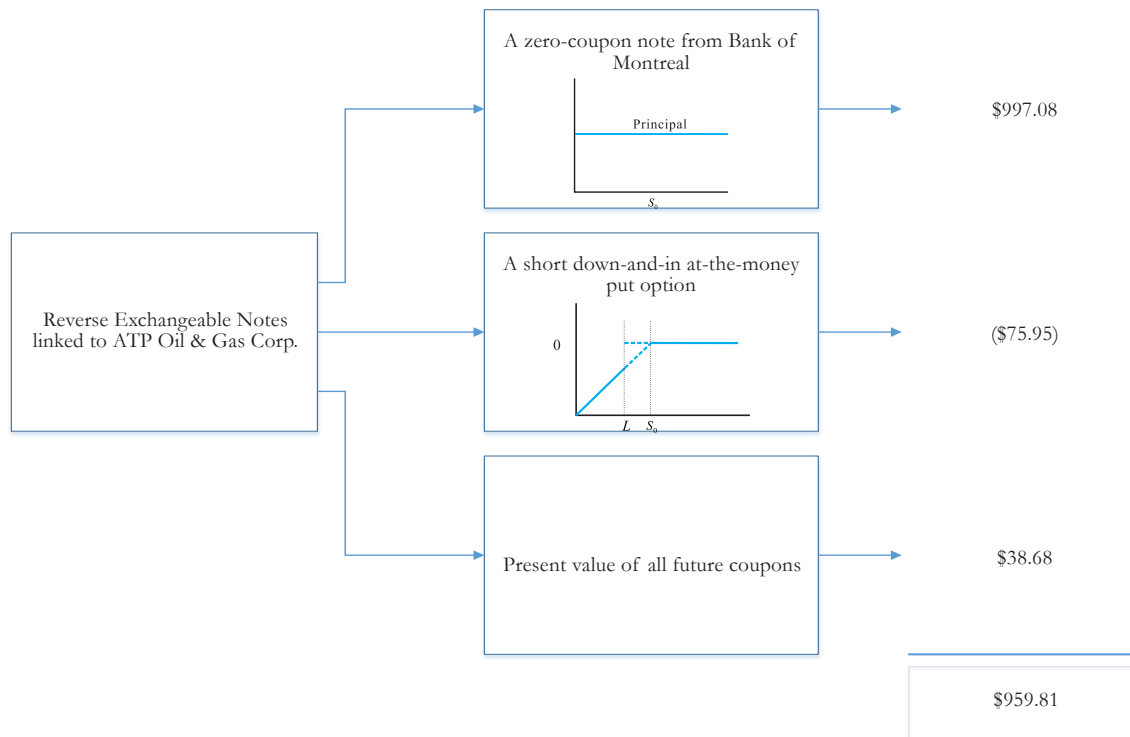 A zero-coupon note from Bank of
Montreal
Principal
S₀
$997.08
Reverse Exchangeable Notes
linked to ATP Oil & Gas Corp.
A short down-and-in at-the-money
put option
0
L S₀
($75.95)
Present value of all future coupons
$38.68
$959.81